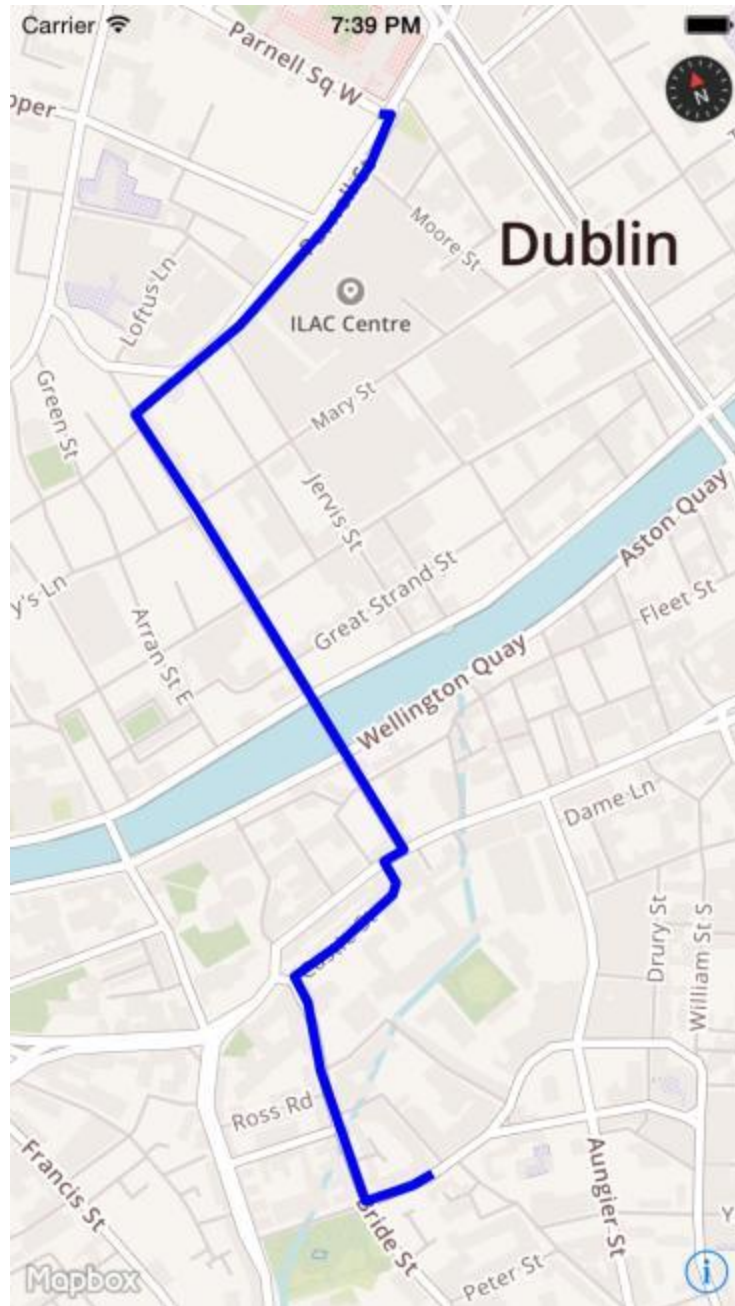 Carrier
7:39 PM
Parnell Sq W
N
pper
Moore St
Dublin
Loftus Ln
ILAC Centre
Green St
Mary St
Jervis St
Aston Quay
y's Ln
Great Strand St
Fleet St
Arran St E
Wellington Quay
Dame Ln
Drury St
William St S
Ross Rd
Francis St
Aungier St
Bride St
Y
Peter St
Mapbox
i